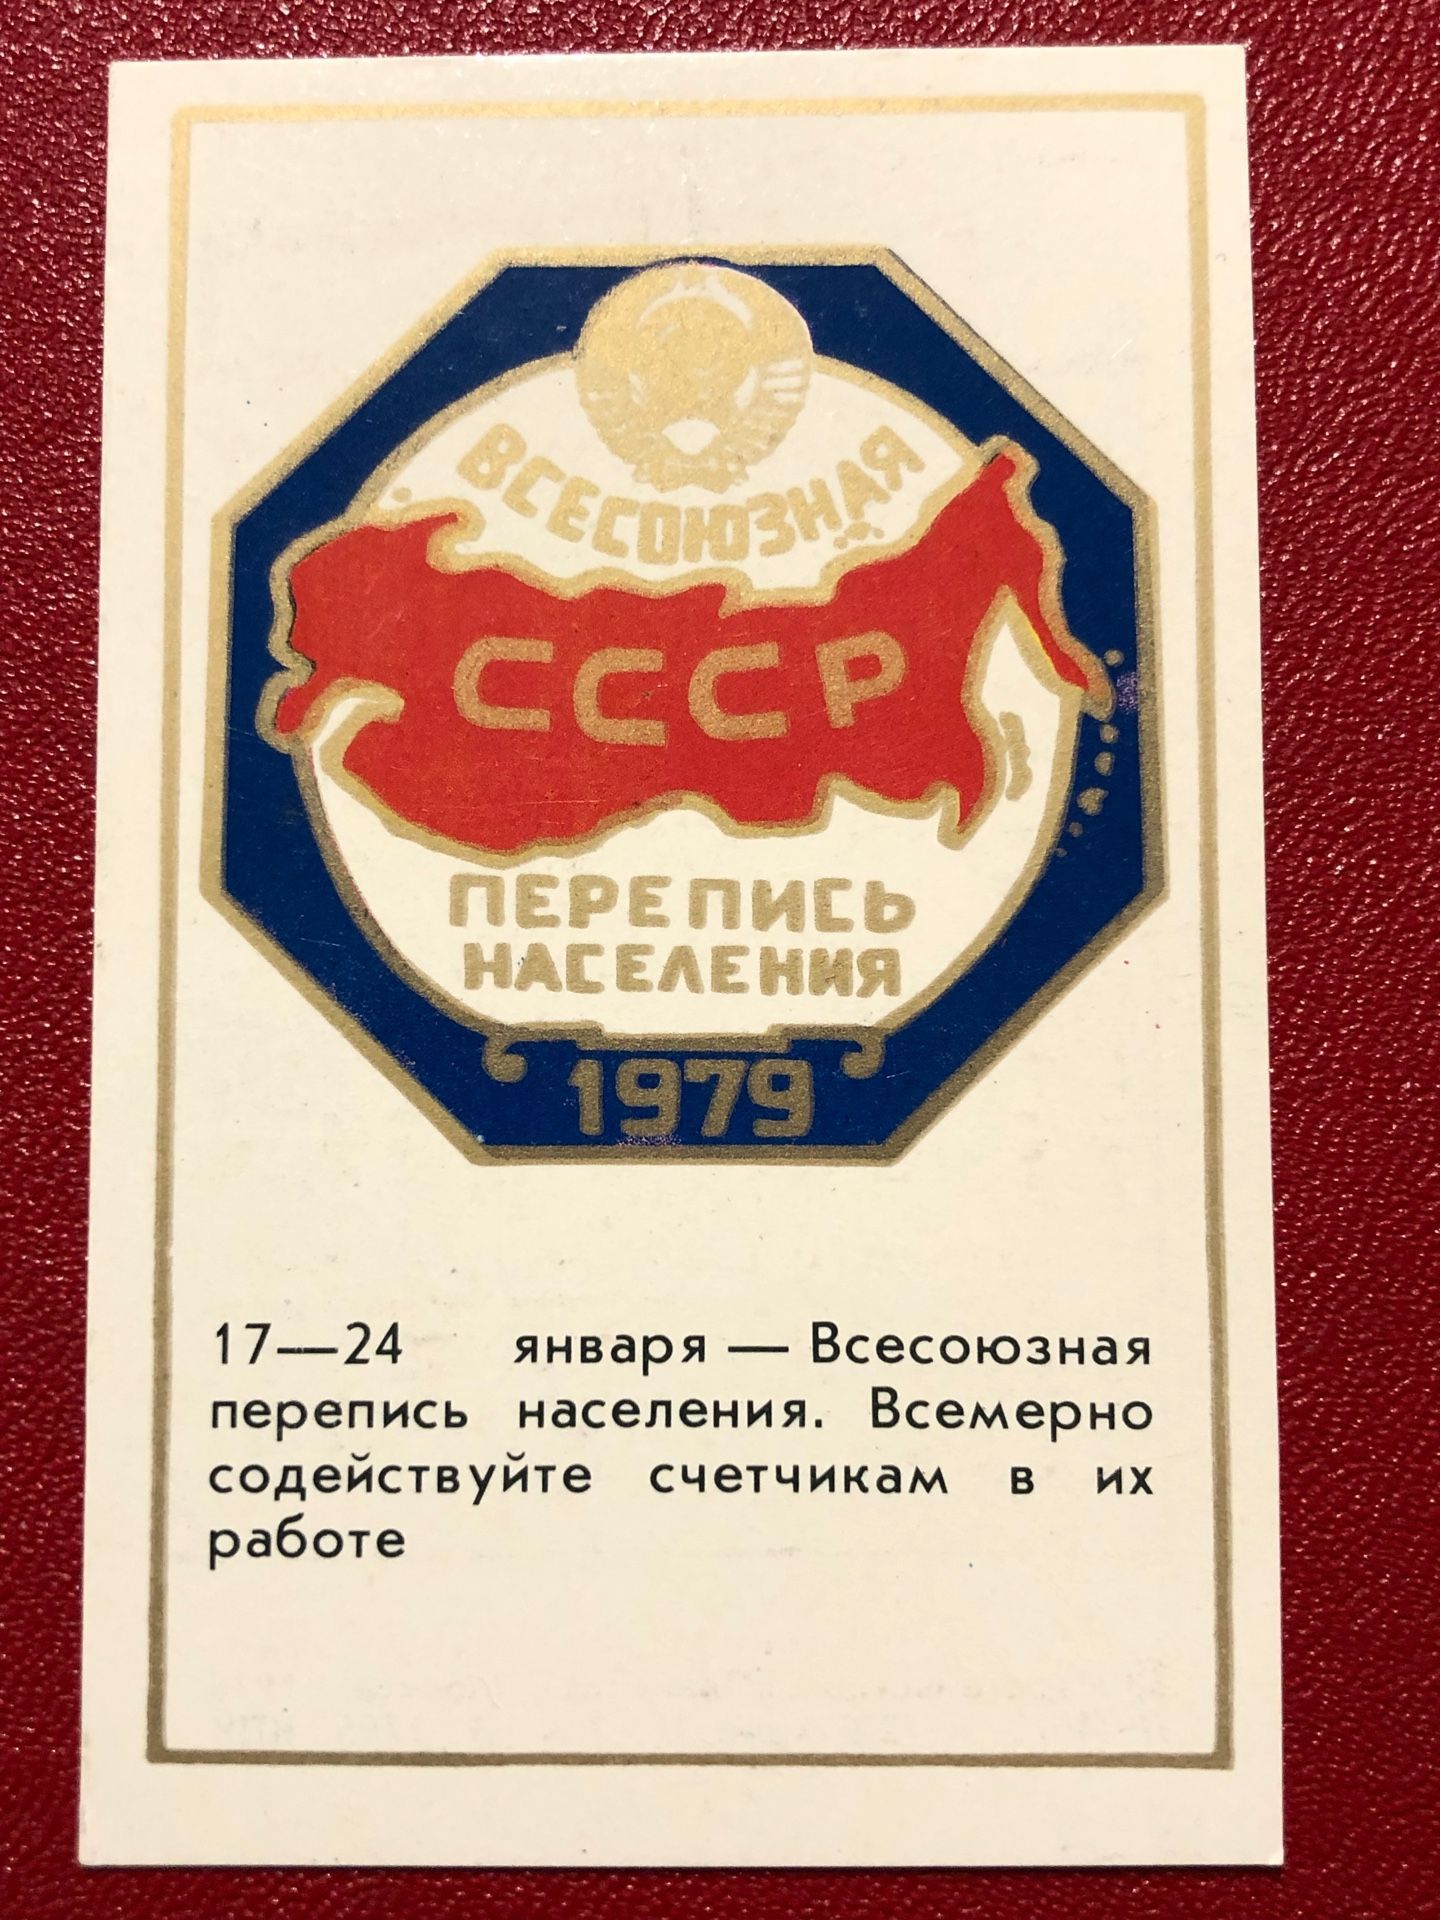 ВСЕСОЮЗНАЯ
СССР
ПЕРЕПИСЬ
НАСЕЛЕНИЯ
1979
17—24 января — Всесоюзная
перепись населения. Всемерно
содействуйте счетчикам в их
работе